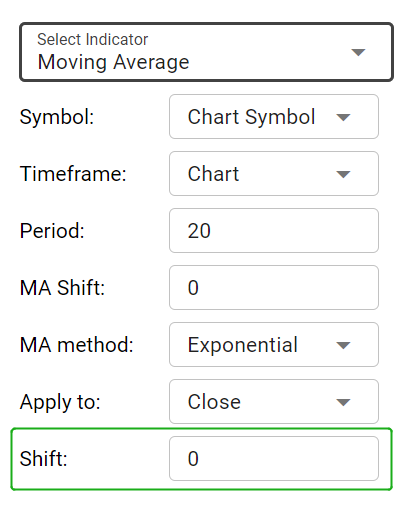 Select Indicator
Moving Average
Symbol: Chart Symbol
Timeframe: Chart
Period: 20
MA Shift: 0
MA method: Exponential
Apply to: Close
Shift: 0